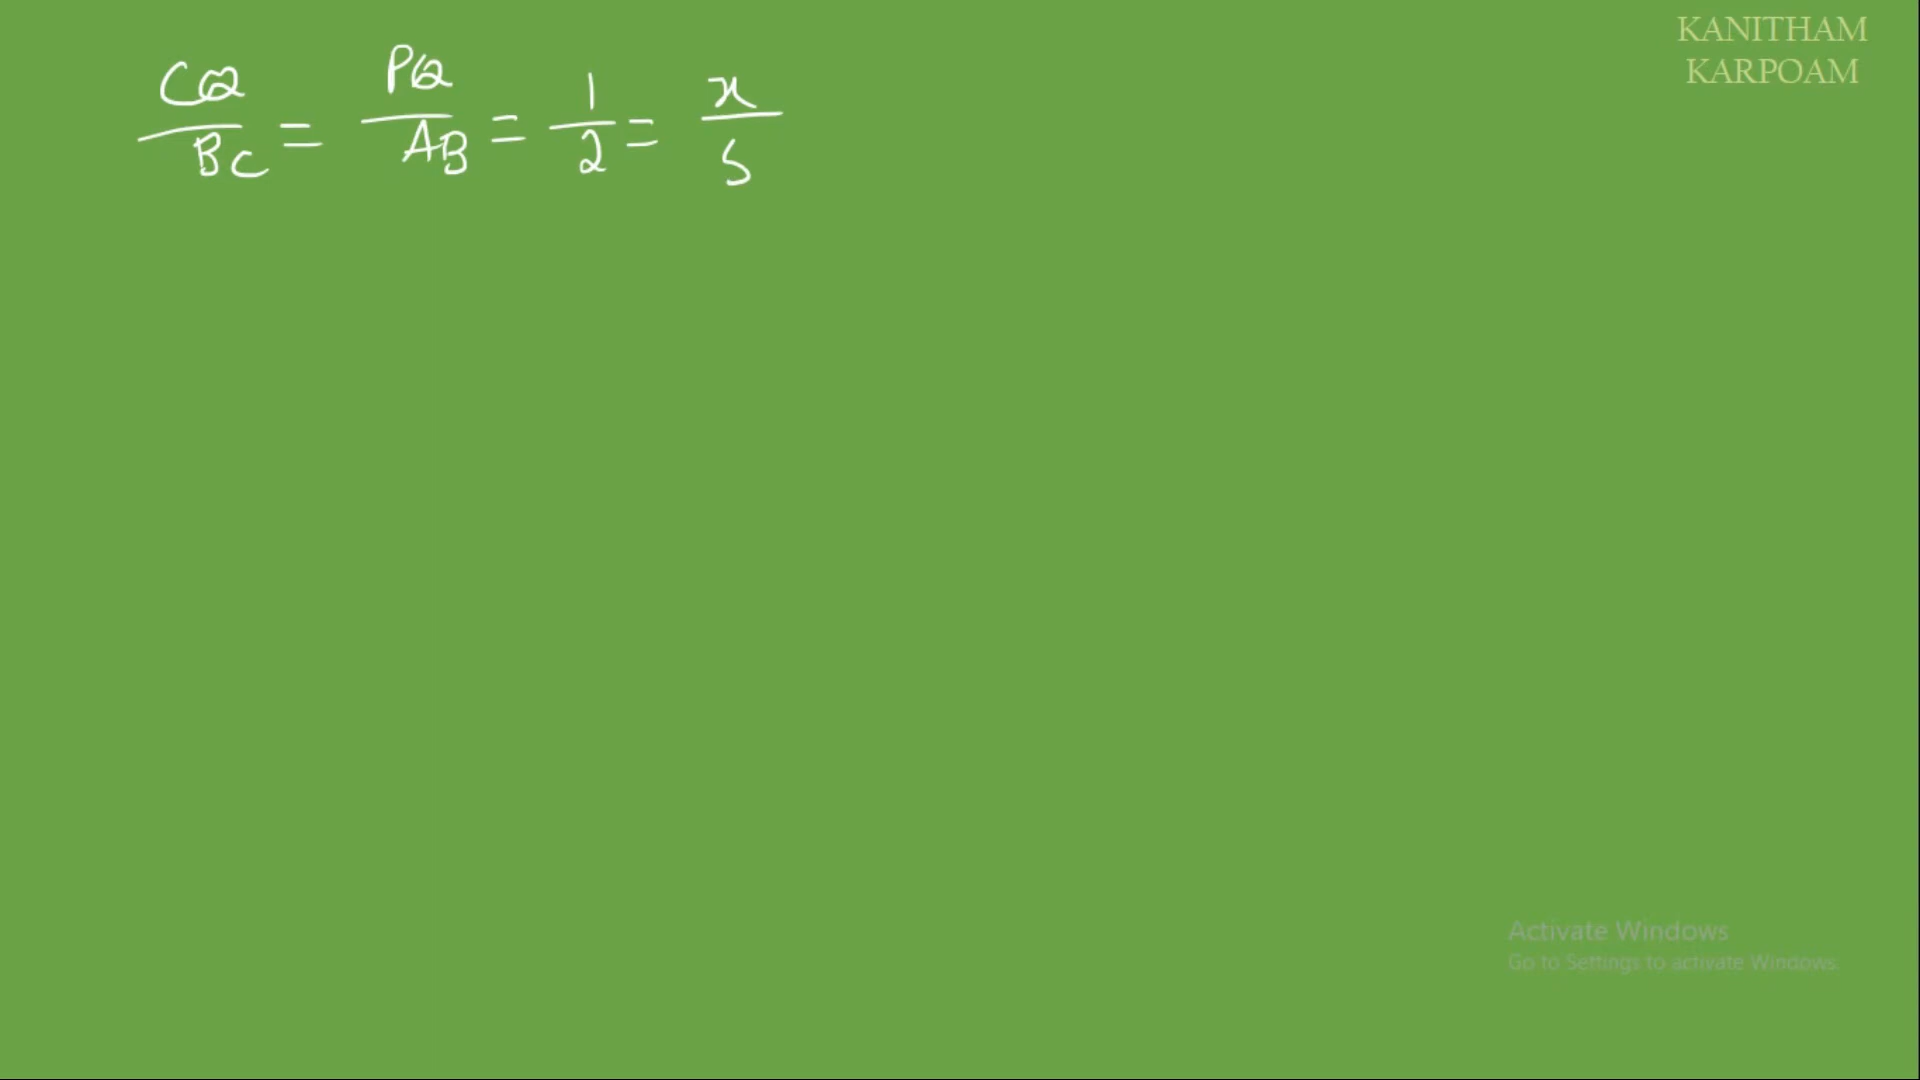 CQ/BC = PQ/AB = 1/2 = x/5
KANITHAM
KARPOAM
Activate Windows
Go to Settings to activate Windows.